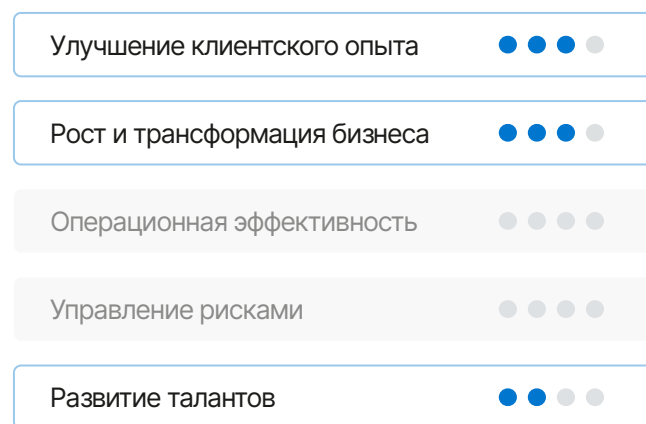 Улучшение клиентского опыта
Рост и трансформация бизнеса
Операционная эффективность
Управление рисками
Развитие талантов